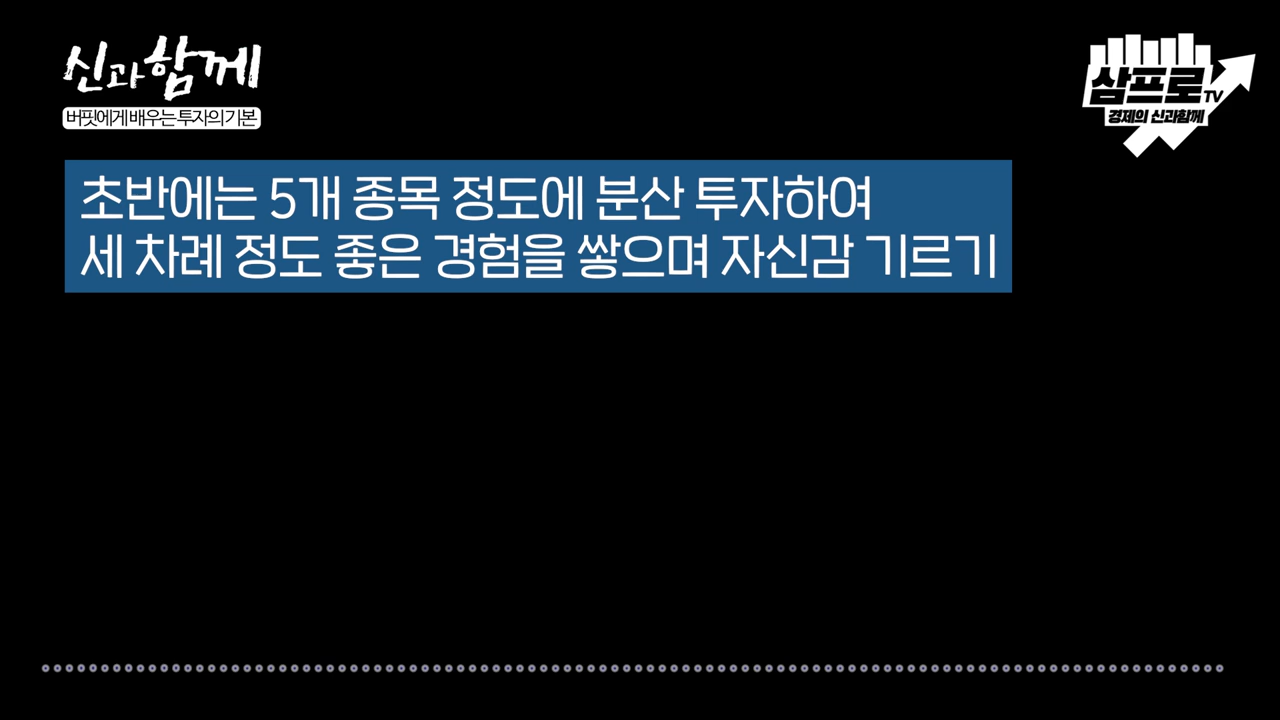 신과함께
버핏에게 배우는 투자의 기본
삼프로TV
경제의 신과함께
초반에는 5개 종목 정도에 분산 투자하여
세 차례 정도 좋은 경험을 쌓으며 자신감 기르기